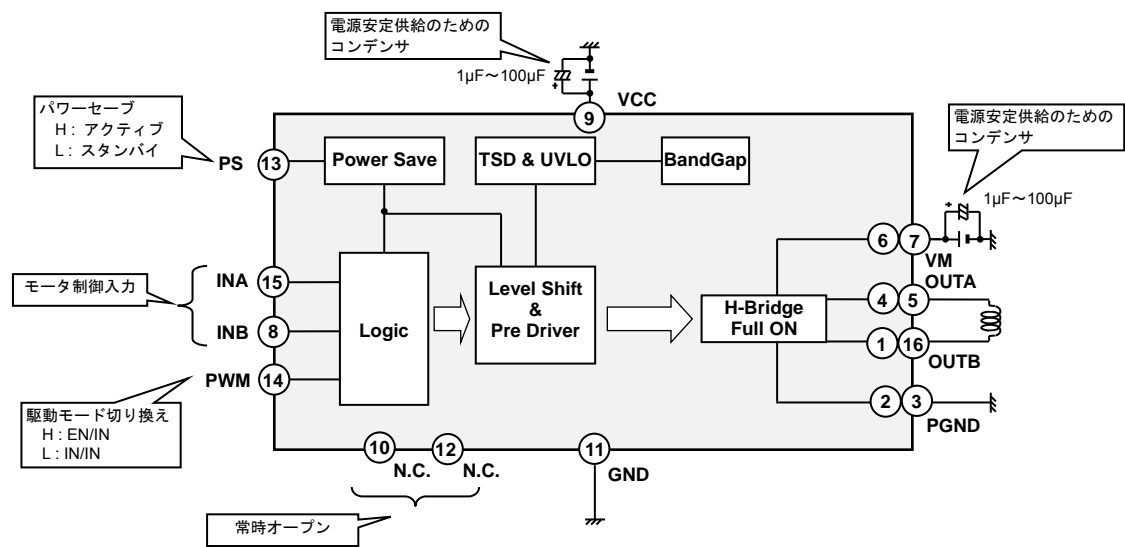 電源安定供給のための
コンデンサ
1µF～100µF
VCC
9
パワーセーブ
H : アクティブ
L : スタンバイ
電源安定供給のための
コンデンサ
1µF～100µF
PS
13
Power Save
TSD & UVLO
BandGap
6
7
VM
モータ制御入力
INA
15
INB
8
PWM
14
Logic
Level Shift
&
Pre Driver
H-Bridge
Full ON
OUTA
4
5
1
16
OUTB
2
3
PGND
駆動モード切り換え
H : EN/IN
L : IN/IN
10
N.C.
12
N.C.
11
GND
常時オープン
+
+